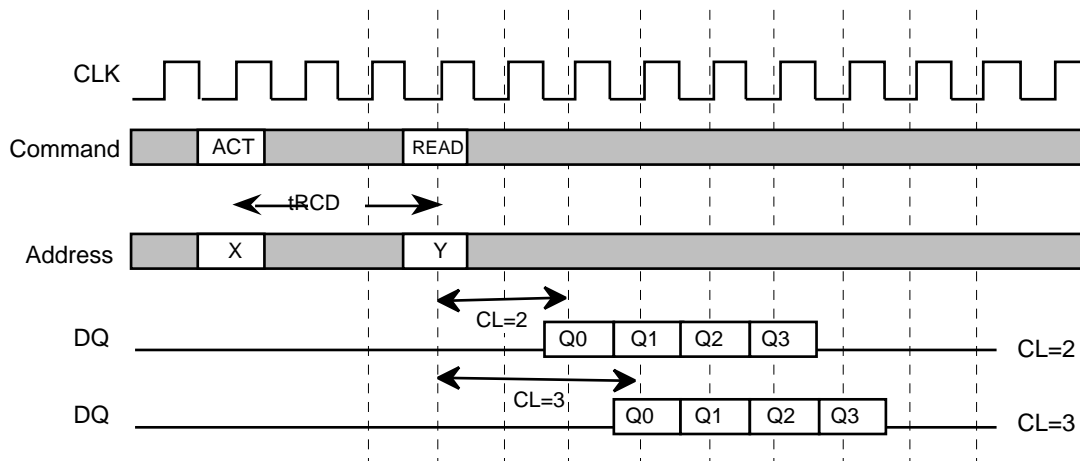 CLK
Command ACT READ
tRCD
Address X Y
CL=2
DQ Q0 Q1 Q2 Q3 CL=2
CL=3
DQ Q0 Q1 Q2 Q3 CL=3